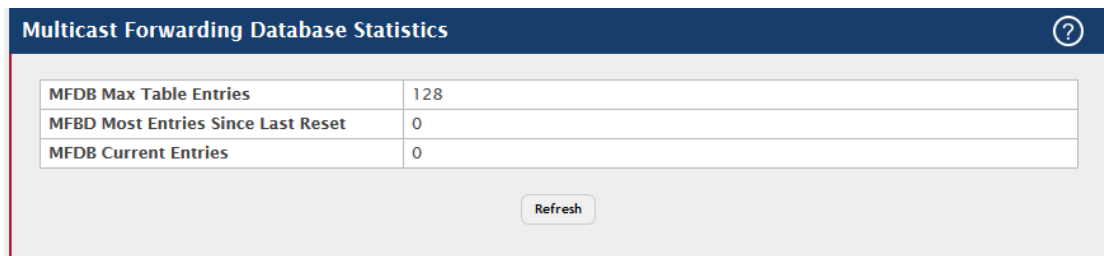 Multicast Forwarding Database Statistics ?
MFDB Max Table Entries 128
MFBD Most Entries Since Last Reset 0
MFDB Current Entries 0
Refresh